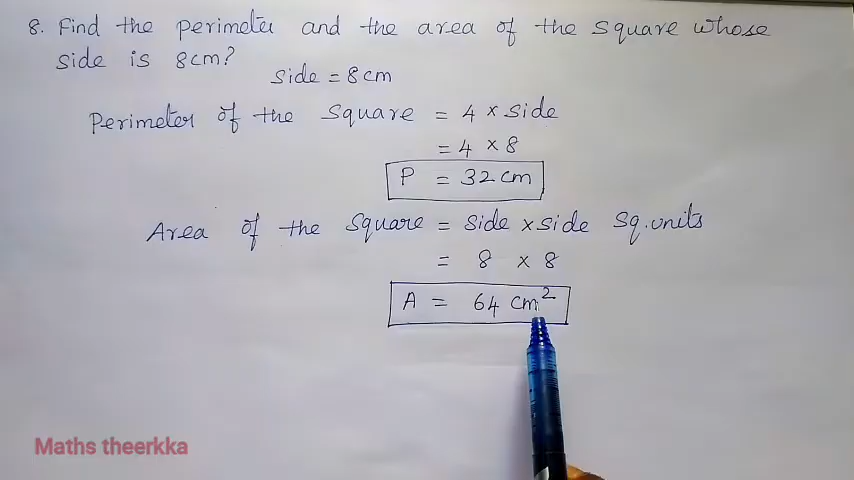 8. Find the perimeter and the area of the square whose
side is 8cm?
side = 8cm
Perimeter of the square = 4 × side
= 4 × 8
P = 32 cm
Area of the square = side × side sq.units
= 8 × 8
A = 64 cm²
Maths theerkka